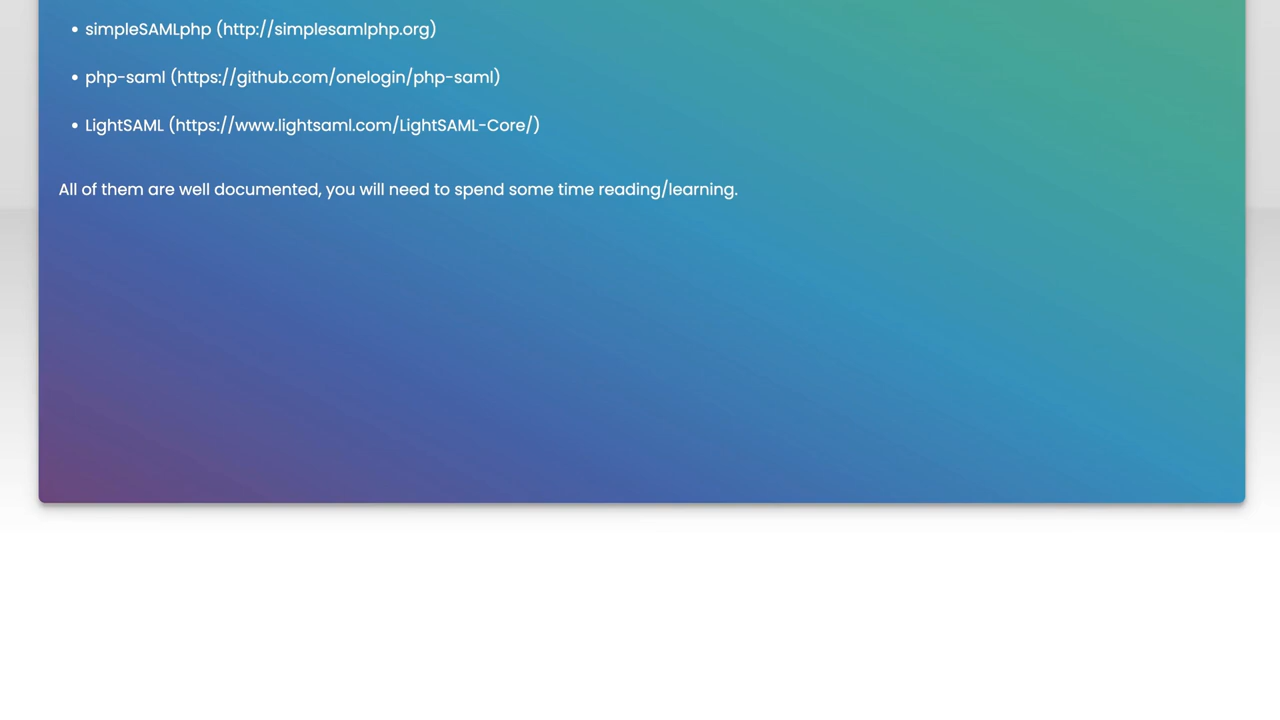 • simpleSAMLphp (http://simplesamlphp.org)
• php-saml (https://github.com/onelogin/php-saml)
• LightSAML (https://www.lightsaml.com/LightSAML-Core/)
All of them are well documented, you will need to spend some time reading/learning.